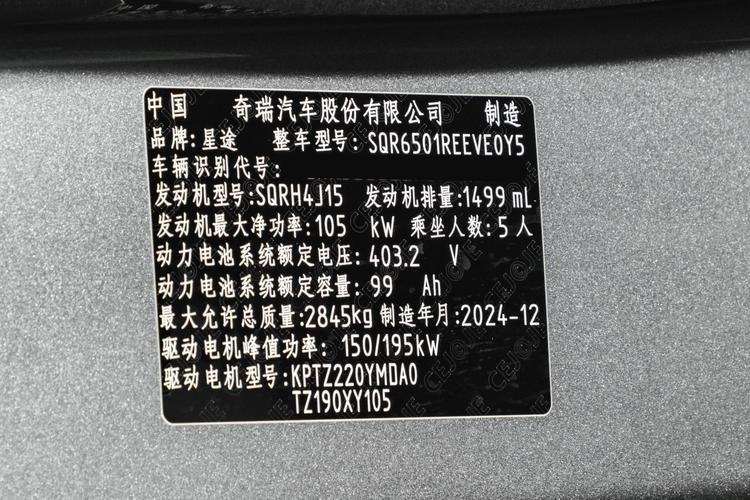 中国 奇瑞汽车股份有限公司 制造
品牌:星途 整车型号:SQR6501REEVE0Y5
车辆识别代号:
发动机型号:SQRH4J15 发动机排量:1499 mL
发动机最大净功率:105 kW 乘坐人数:5人
动力电池系统额定电压:403.2 V
动力电池系统额定容量:99 Ah
最大允许总质量:2845kg 制造年月:2024-12
驱动电机峰值功率: 150/195kW
驱动电机型号:KPTZ220YMDA0
TZ190XY105